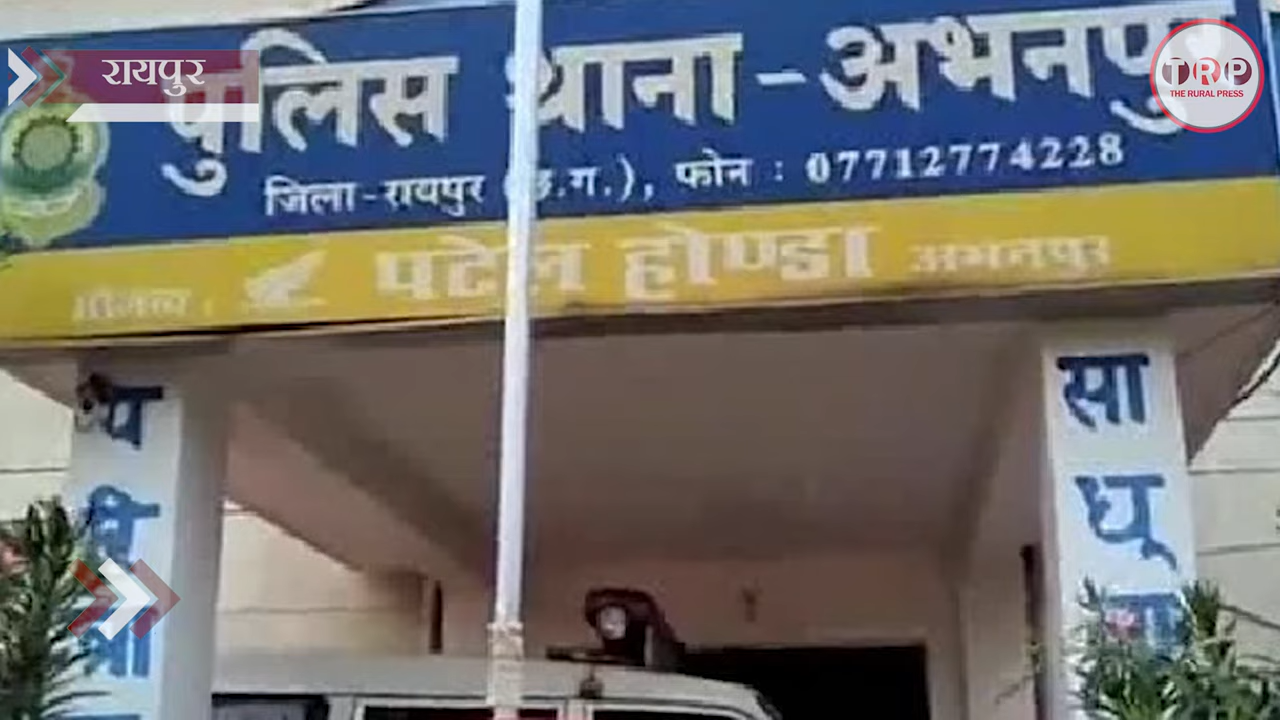 रायपुर
पुलिस थाना - अभनपुर
TRP
THE RURAL PRESS
जिला - रायपुर (छ.ग.), फोन : 07712774228
पटेल होण्डा अभनपुर
प
वि
त्रा
सा
धू